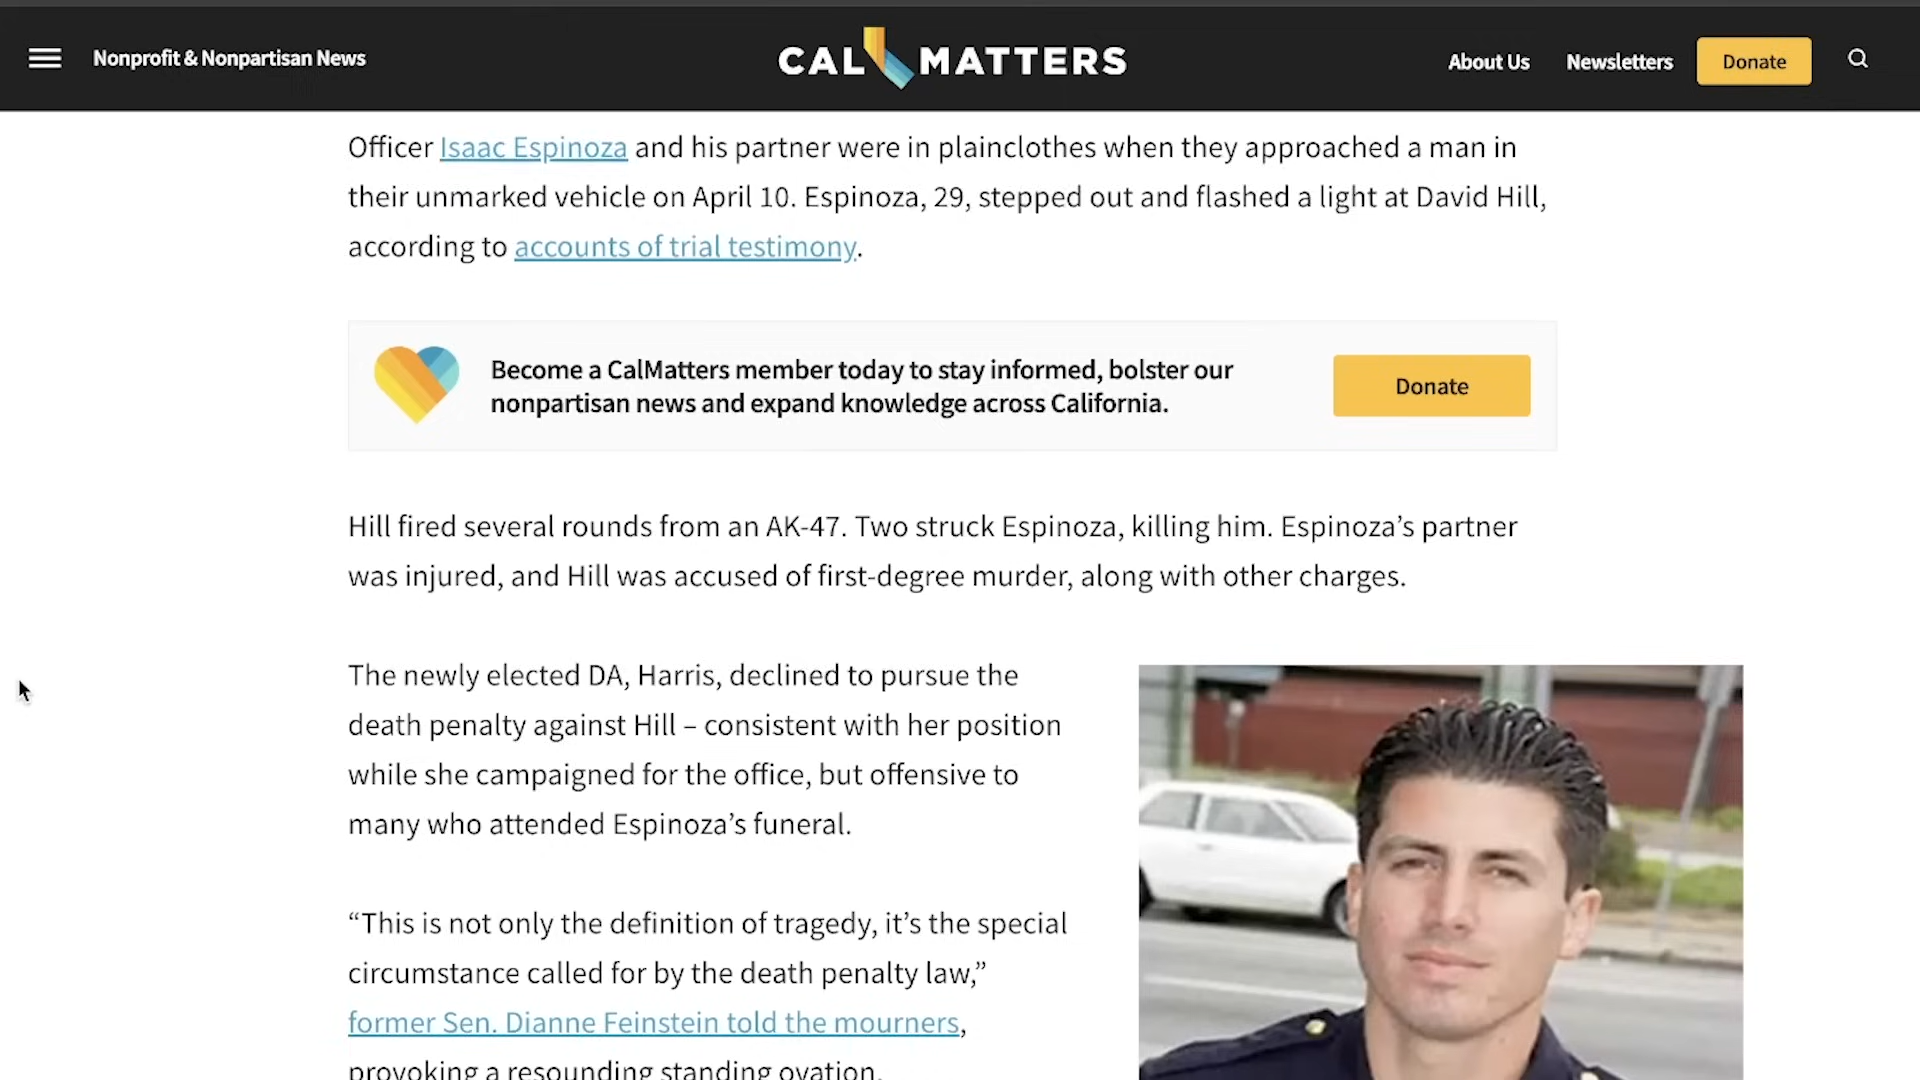 Nonprofit & Nonpartisan News
CAL MATTERS
About Us
Newsletters
Donate
Officer Isaac Espinoza and his partner were in plainclothes when they approached a man in
their unmarked vehicle on April 10. Espinoza, 29, stepped out and flashed a light at David Hill,
according to accounts of trial testimony.
Become a CalMatters member today to stay informed, bolster our
nonpartisan news and expand knowledge across California.
Donate
Hill fired several rounds from an AK-47. Two struck Espinoza, killing him. Espinoza’s partner
was injured, and Hill was accused of first-degree murder, along with other charges.
The newly elected DA, Harris, declined to pursue the
death penalty against Hill – consistent with her position
while she campaigned for the office, but offensive to
many who attended Espinoza’s funeral.
“This is not only the definition of tragedy, it’s the special
circumstance called for by the death penalty law,”
former Sen. Dianne Feinstein told the mourners,
provoking a resounding standing ovation.